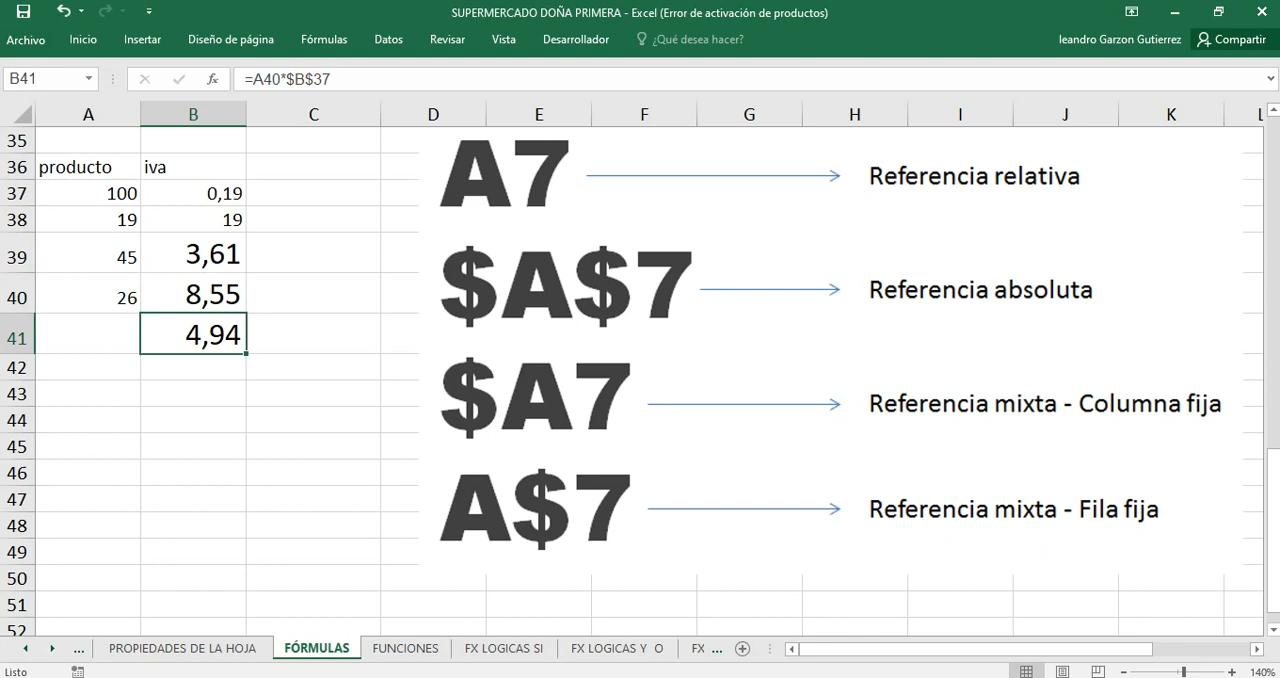 SUPERMERCADO DOÑA PRIMERA - Excel (Error de activación de productos)
Archivo Inicio Insertar Diseño de página Fórmulas Datos Revisar Vista Desarrollador ¿Qué desea hacer? leandro Garzon Gutierrez Compartir
B41 fx =A40*$B$37
A B C D E F G H I J K L
35
36 producto iva
37 100 0,19
38 19 19
39 45 3,61
40 26 8,55
41 4,94
42
43
44
45
46
47
48
49
50
51
52
A7 Referencia relativa
$A$7 Referencia absoluta
$A7 Referencia mixta - Columna fija
A$7 Referencia mixta - Fila fija
... PROPIEDADES DE LA HOJA FÓRMULAS FUNCIONES FX LOGICAS SI FX LOGICAS Y O FX ...
Listo 140%